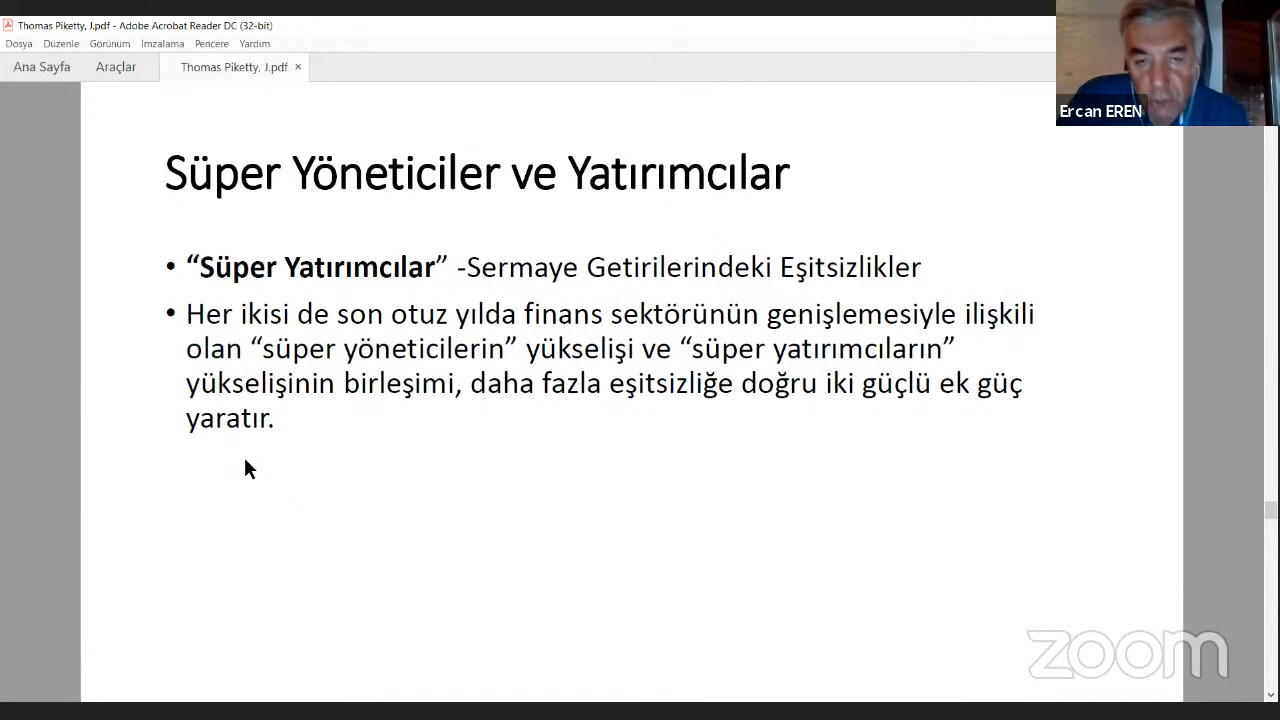 Thomas Piketty, J.pdf - Adobe Acrobat Reader DC (32-bit)
Dosya Düzenle Görünüm İmzalama Pencere Yardım
Ana Sayfa Araçlar Thomas Piketty, J.pdf ×
Ercan EREN
Süper Yöneticiler ve Yatırımcılar
• “Süper Yatırımcılar” -Sermaye Getirilerindeki Eşitsizlikler
• Her ikisi de son otuz yılda finans sektörünün genişlemesiyle ilişkili
olan “süper yöneticilerin” yükselişi ve “süper yatırımcıların”
yükselişinin birleşimi, daha fazla eşitsizliğe doğru iki güçlü ek güç
yaratır.
zoom